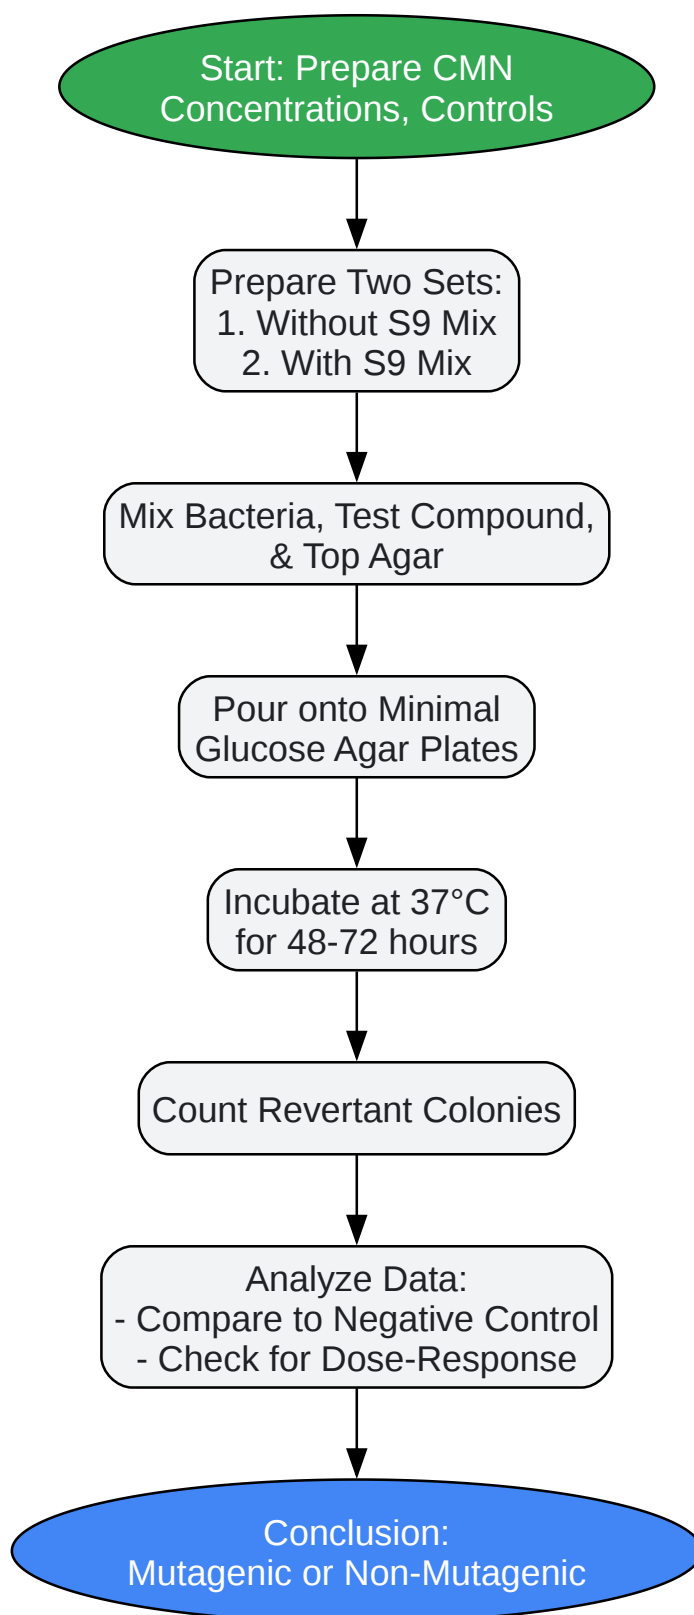 Start: Prepare CMN
Concentrations, Controls
Prepare Two Sets:
1. Without S9 Mix
2. With S9 Mix
Mix Bacteria, Test Compound,
& Top Agar
Pour onto Minimal
Glucose Agar Plates
Incubate at 37°C
for 48-72 hours
Count Revertant Colonies
Analyze Data:
- Compare to Negative Control
- Check for Dose-Response
Conclusion:
Mutagenic or Non-Mutagenic